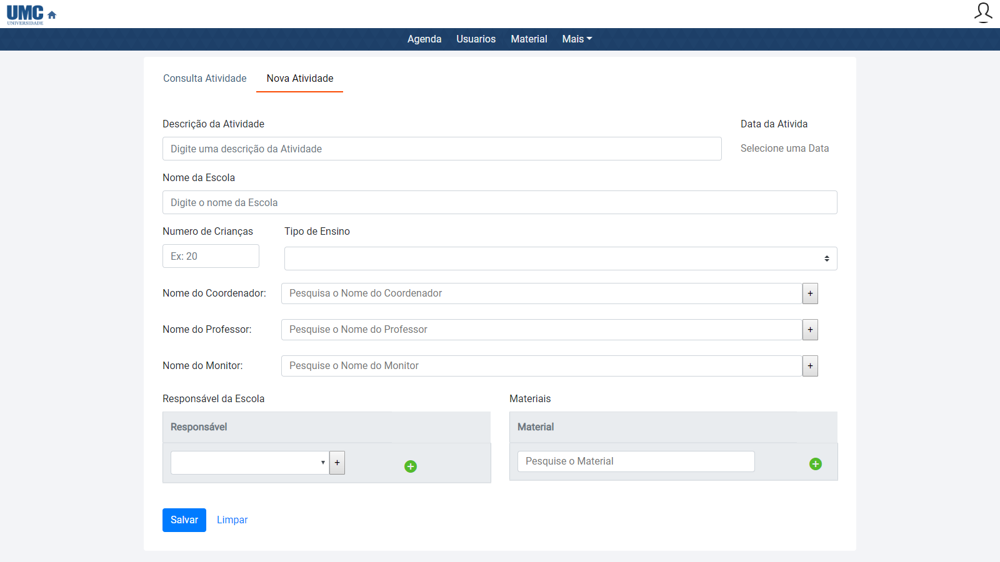 UMC
UNIVERSIDADE
Agenda Usuarios Material Mais
Consulta Atividade Nova Atividade
Descrição da Atividade Data da Ativida
Digite uma descrição da Atividade Selecione uma Data
Nome da Escola
Digite o nome da Escola
Numero de Crianças Tipo de Ensino
Ex: 20
Nome do Coordenador: Pesquisa o Nome do Coordenador +
Nome do Professor: Pesquise o Nome do Professor +
Nome do Monitor: Pesquise o Nome do Monitor +
Responsável da Escola Materiais
Responsável Material
+ Pesquise o Material
Salvar Limpar